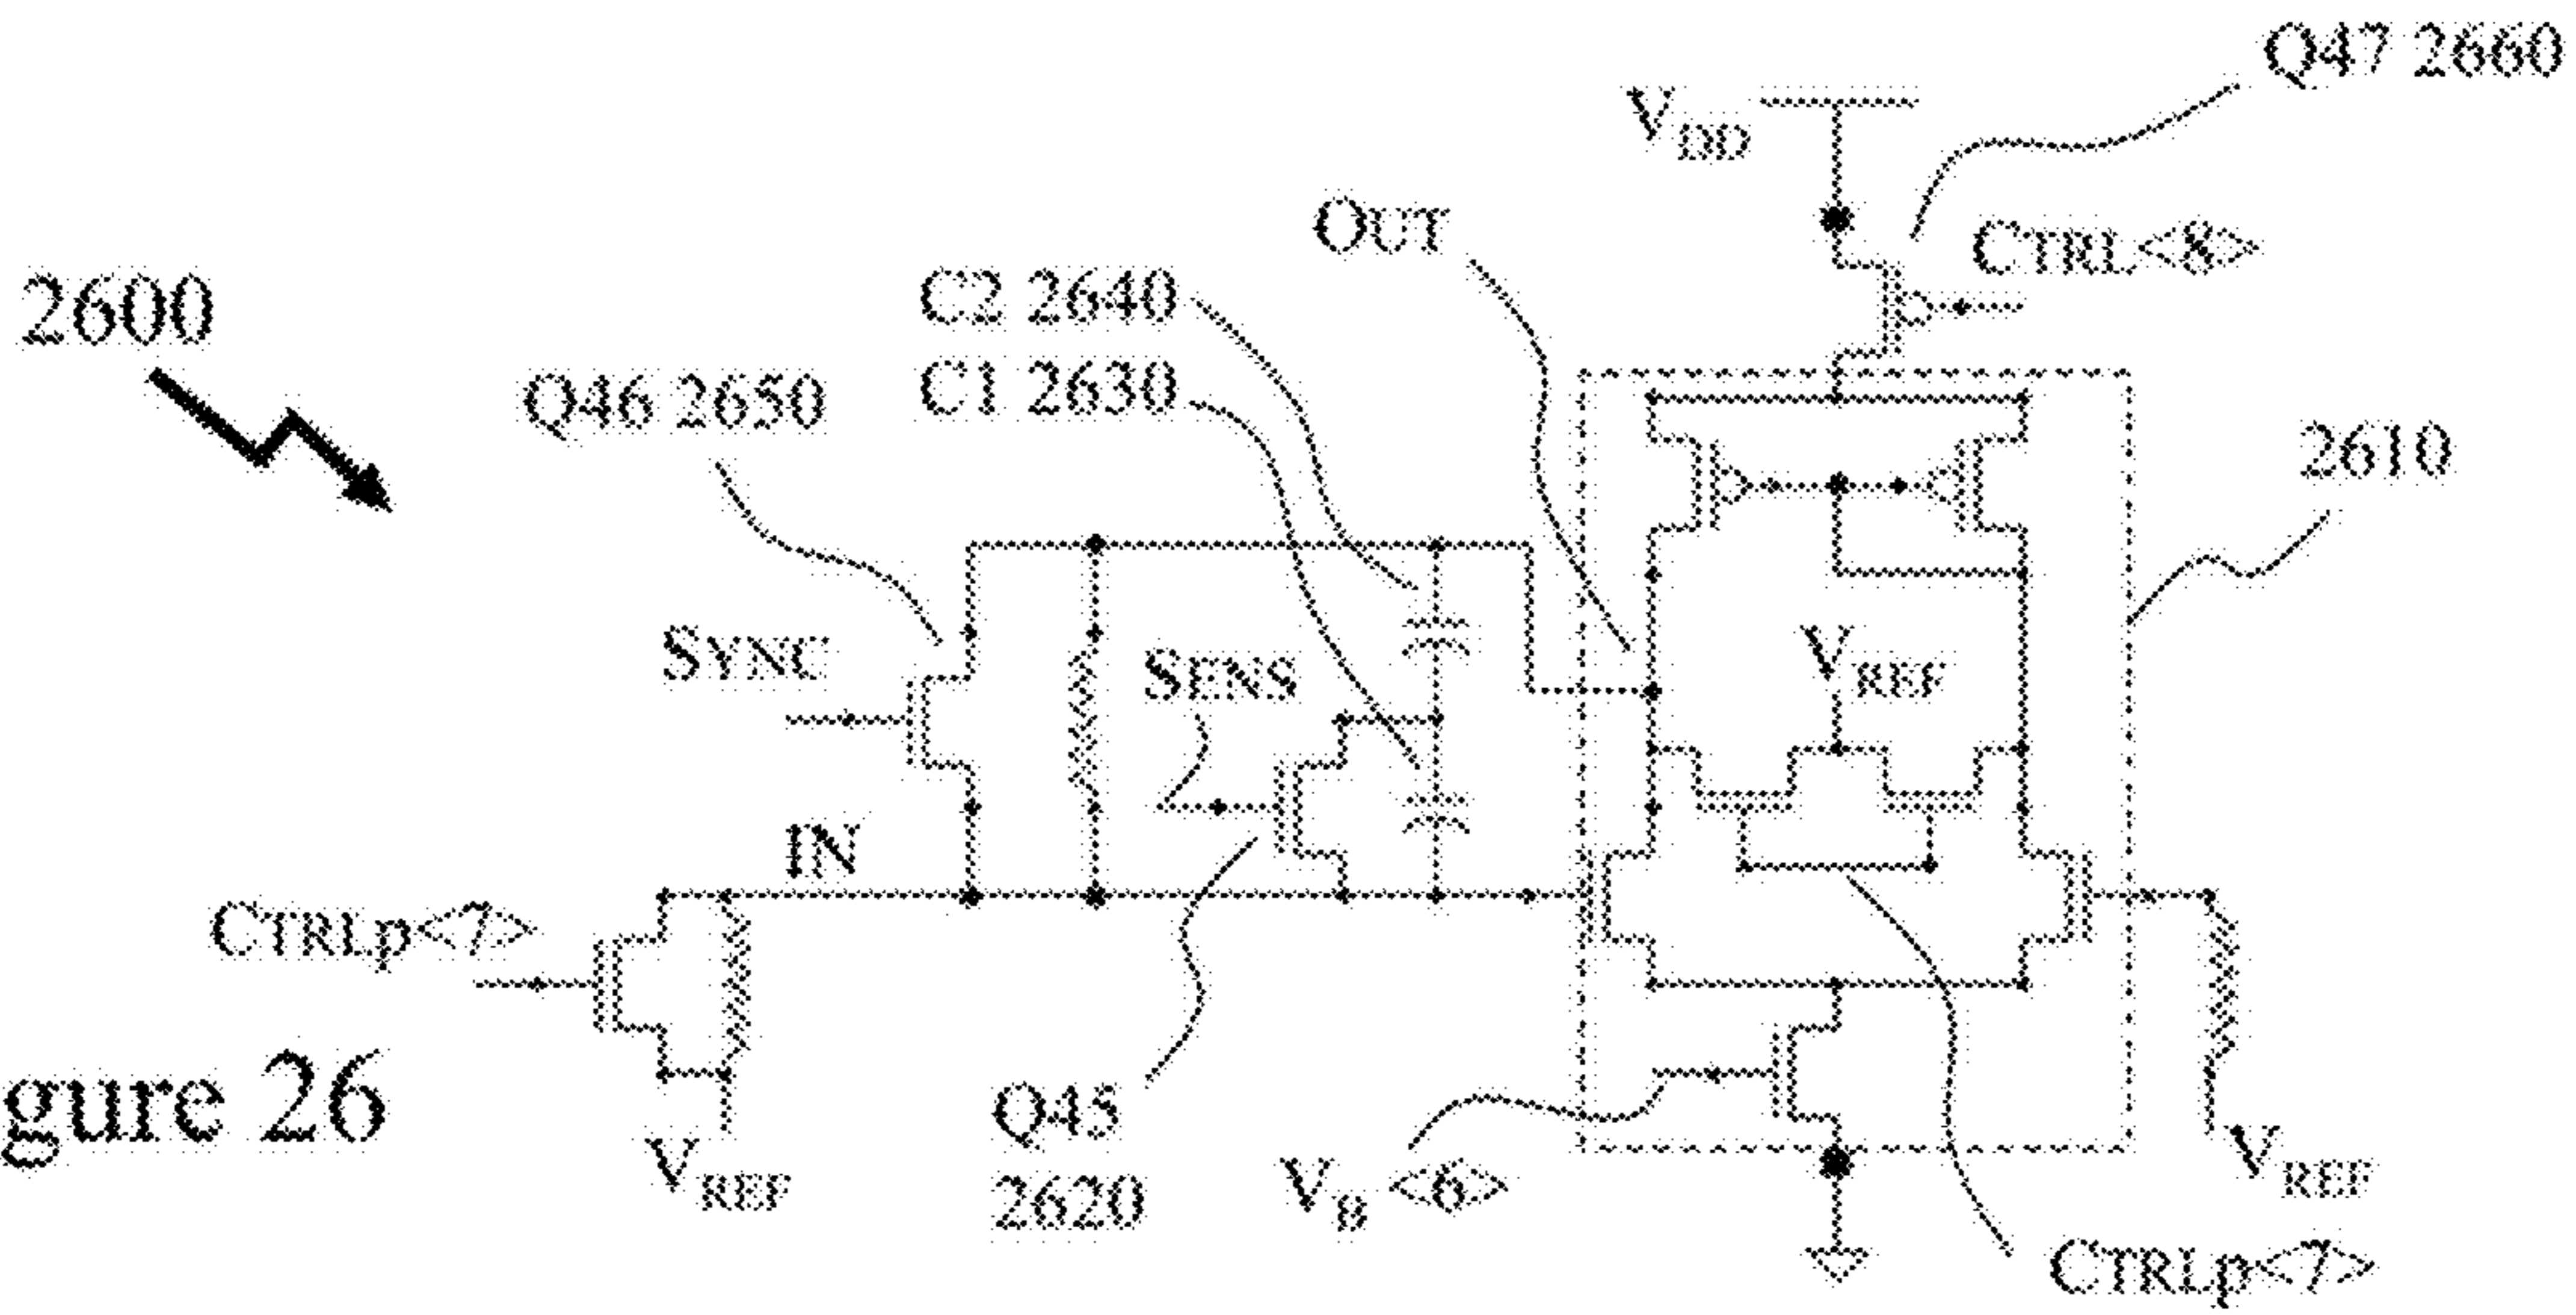 Q47 2660
VDD
OUT
CTRL<8>
2600
C2 2640
C1 2630
Q46 2650
2610
SYNC
SENS
VREF
IN
CTRLp<7>
gure 26
VREF
Q45
2620
VB <6>
VREF
CTRLp<7>